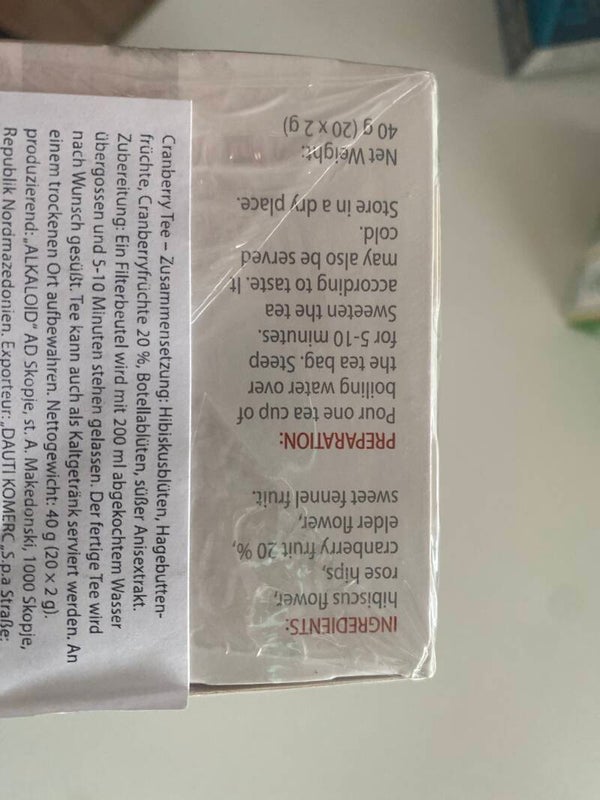 INGREDIENTS:
hibiscus flower,
rose hips,
cranberry fruit 20 %,
elder flower,
sweet fennel fruit.
PREPARATION:
Pour one tea cup of
boiling water over
the tea bag. Steep
for 5-10 minutes.
Sweeten the tea
according to taste. It
may also be served
cold.
Store in a dry place.
Net Weight:
40 g (20 x 2 g)
Cranberry Tee – Zusammensetzung: Hibiskusblüten, Hagebutten-
früchte, Cranberryfrüchte 20 %, Botellablüten, süßer Anisextrakt.
Zubereitung: Ein Filterbeutel wird mit 200 ml abgekochtem Wasser
übergossen und 5-10 Minuten stehen gelassen. Der fertige Tee wird
nach Wunsch gesüßt. Tee kann auch als Kaltgetränk serviert werden. An
einem trockenen Ort aufbewahren. Nettogewicht: 40 g (20 x 2 g).
produzierend: „ALKALOID“ AD Skopje, st. A. Makedonski, 1000 Skopje,
Republik Nordmazedonien. Exporteur: „DAUTI KOMERC„S.p.a Straße: